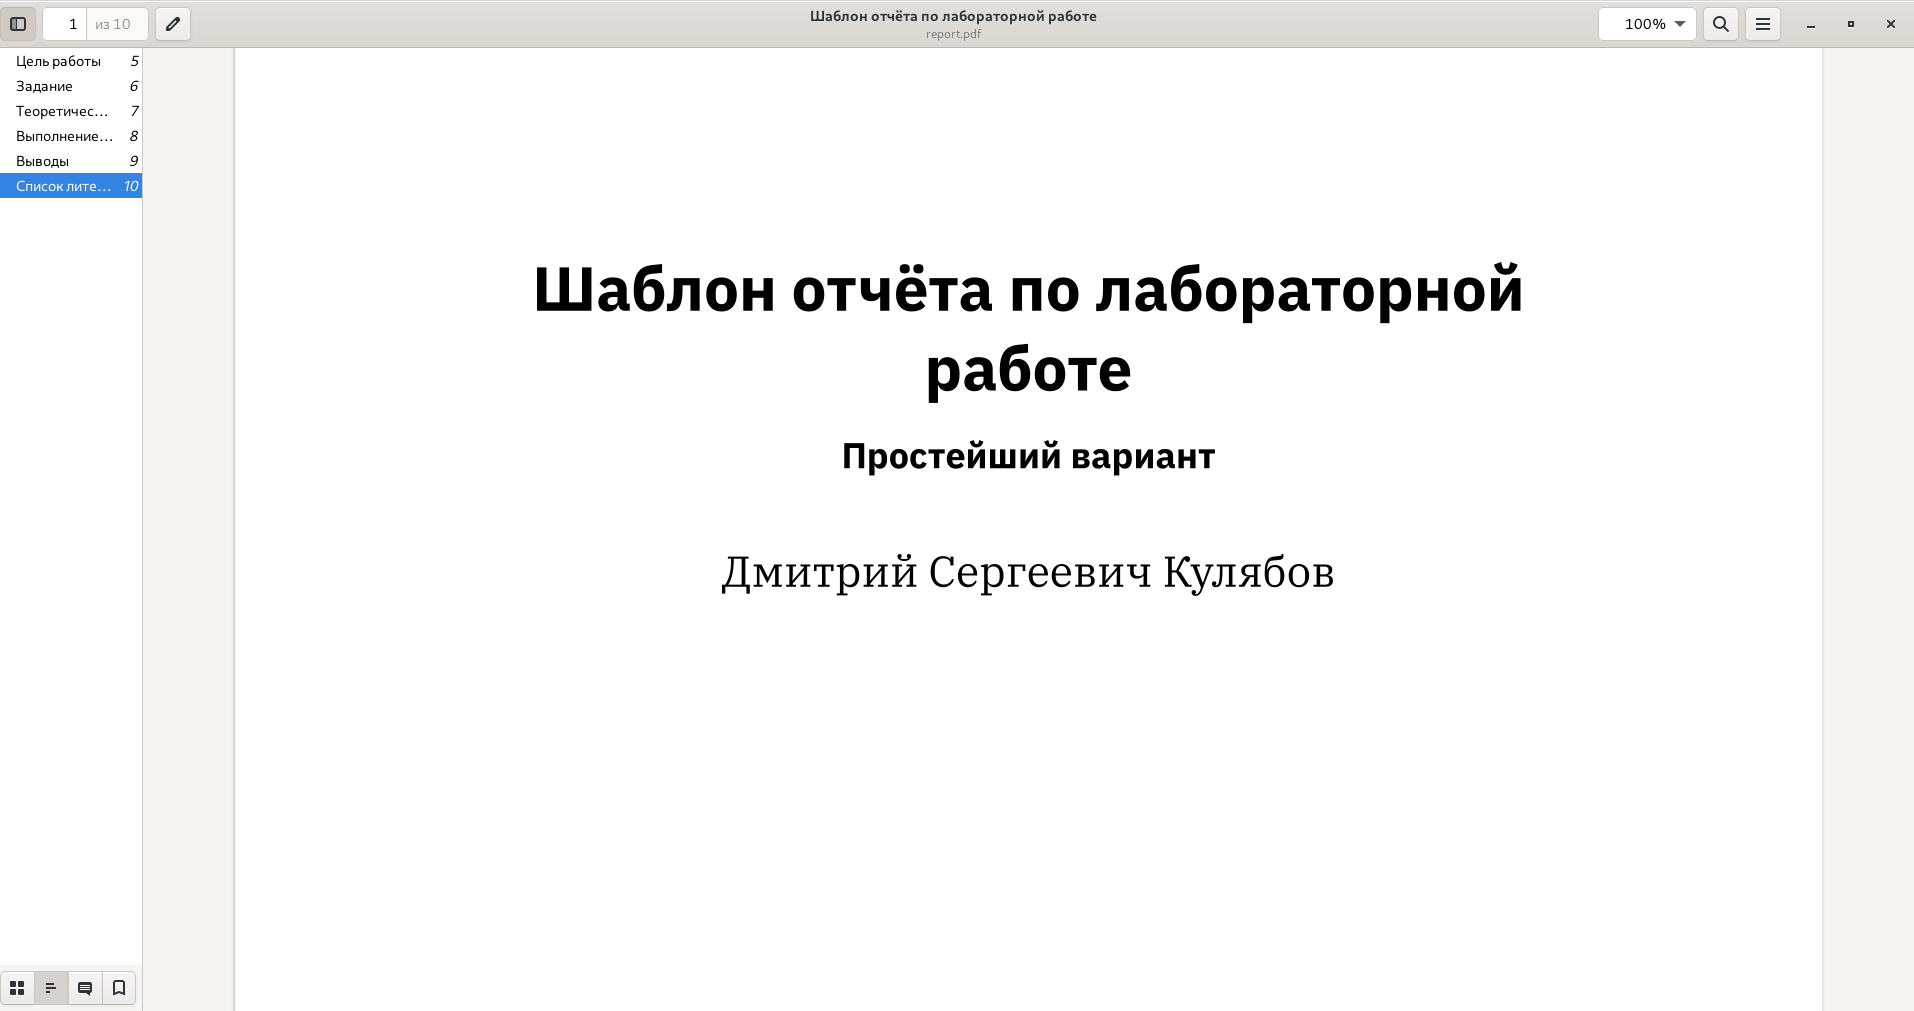 1 из 10
Шаблон отчёта по лабораторной работе
report.pdf
100%
Цель работы 5
Задание 6
Теоретичес… 7
Выполнение… 8
Выводы 9
Список лите… 10
Шаблон отчёта по лабораторной
работе
Простейший вариант
Дмитрий Сергеевич Кулябов